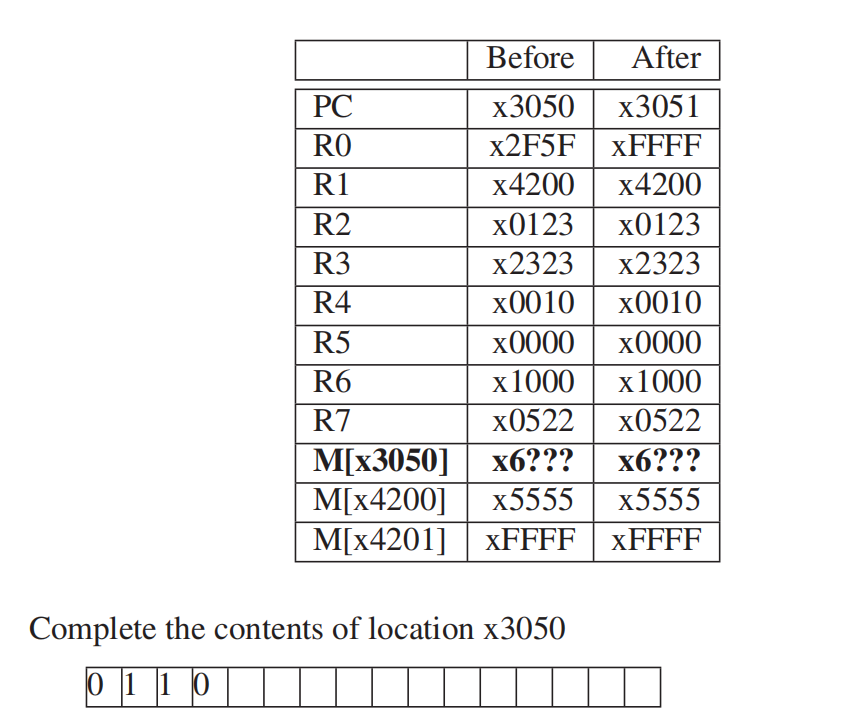 Before After
PC x3050 x3051
R0 x2F5F xFFFF
R1 x4200 x4200
R2 x0123 x0123
R3 x2323 x2323
R4 x0010 x0010
R5 x0000 x0000
R6 x1000 x1000
R7 x0522 x0522
M[x3050] x6??? x6???
M[x4200] x5555 x5555
M[x4201] xFFFF xFFFF
Complete the contents of location x3050
0 1 1 0